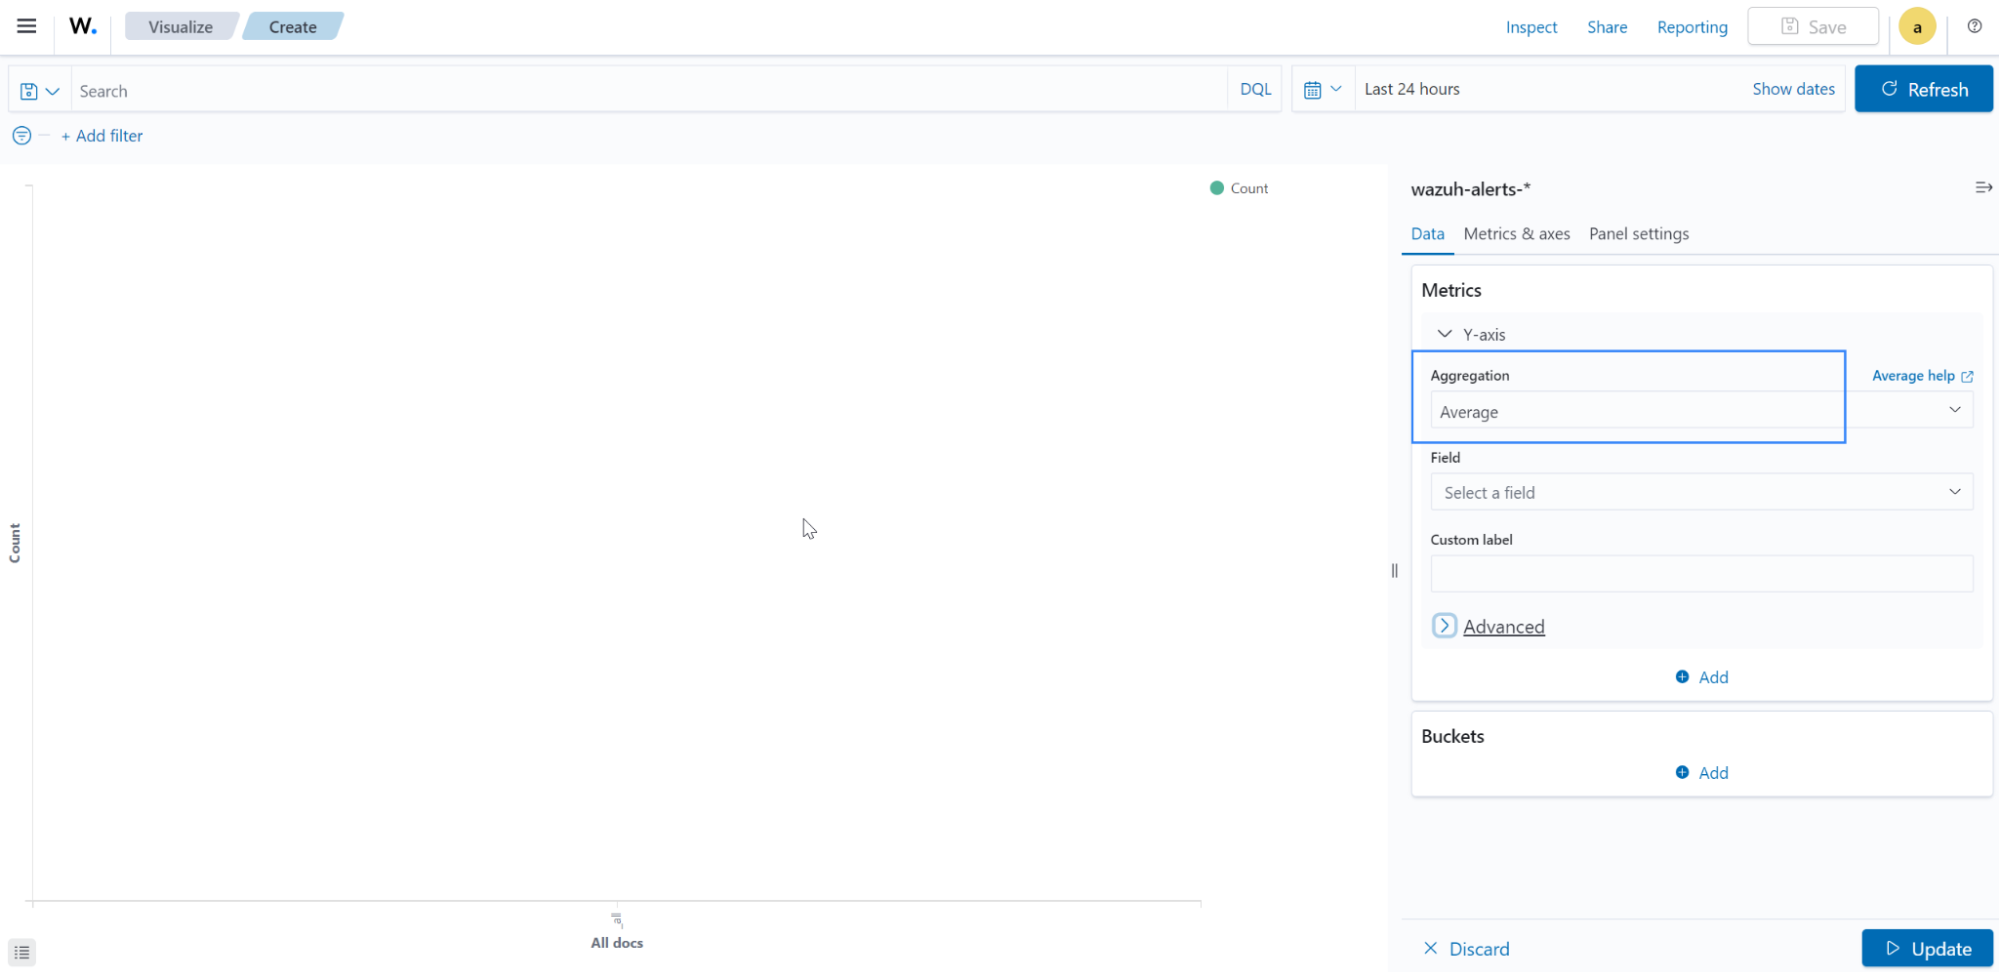 W.
Visualize
Create
Inspect
Share
Reporting
Save
a
Search
DQL
Last 24 hours
Show dates
Refresh
+ Add filter
Count
Count
_all
All docs
wazuh-alerts-*
Data
Metrics & axes
Panel settings
Metrics
Y-axis
Aggregation
Average help
Average
Field
Select a field
Custom label
Advanced
Add
Buckets
Add
Discard
Update